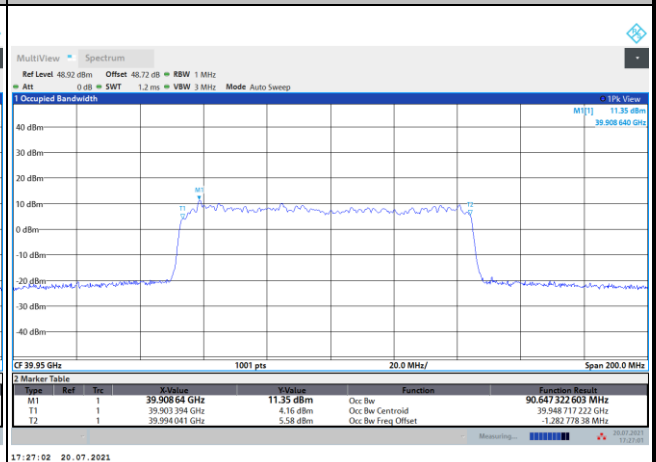 MultiView Spectrum
Ref Level 48.92 dBm Offset 48.72 dB RBW 1 MHz
Att 0 dB SWT 1.2 ms VBW 3 MHz Mode Auto Sweep
1 Occupied Bandwidth 1Pk View
M1[1] 11.35 dBm
39.908 640 GHz
40 dBm
30 dBm
20 dBm
M1
10 dBm
T1
T2
0 dBm
-10 dBm
-20 dBm
-30 dBm
-40 dBm
CF 39.95 GHz 1001 pts 20.0 MHz/ Span 200.0 MHz
2 Marker Table
Type Ref Trc X-Value Y-Value Function Function Result
M1 1 39.908 64 GHz 11.35 dBm Occ Bw 90.647 322 603 MHz
T1 1 39.903 394 GHz 4.16 dBm Occ Bw Centroid 39.948 717 222 GHz
T2 1 39.994 041 GHz 5.58 dBm Occ Bw Freq Offset -1.282 778 38 MHz
Measuring... 20.07.2021
17:27:01
17:27:02 20.07.2021